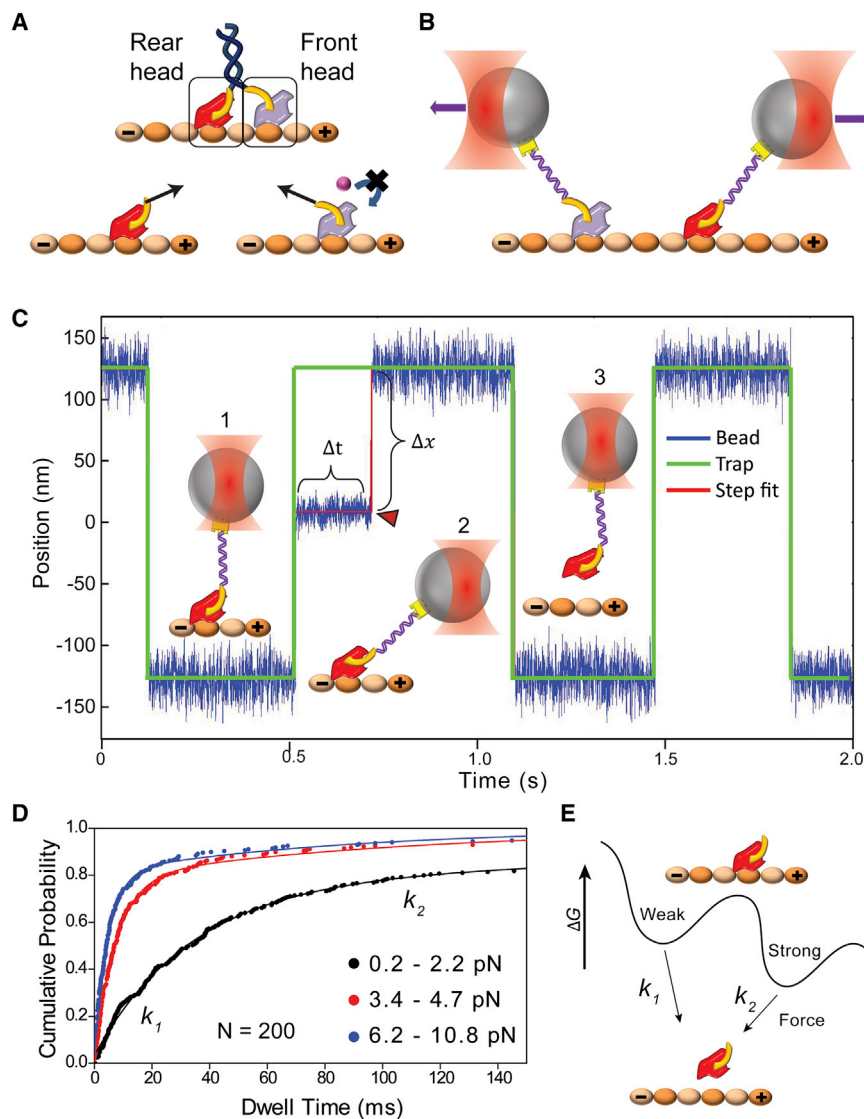 A
Rear
head
Front
head
− +
− +
− +
B
− +
C
Position (nm)
150
100
50
0
-50
-100
-150
1
Δt
Δx
2
3
Bead
Trap
Step fit
− +
− +
− +
0
0.5
1.0
1.5
2.0
Time (s)
D
Cumulative Probability
1.0
0.8
0.6
0.4
0.2
0.0
k1
k2
0.2 - 2.2 pN
3.4 - 4.7 pN
6.2 - 10.8 pN
N = 200
0 20 40 60 80 100 120 140
Dwell Time (ms)
E
ΔG
− +
Weak
Strong
k1
k2
Force
− +